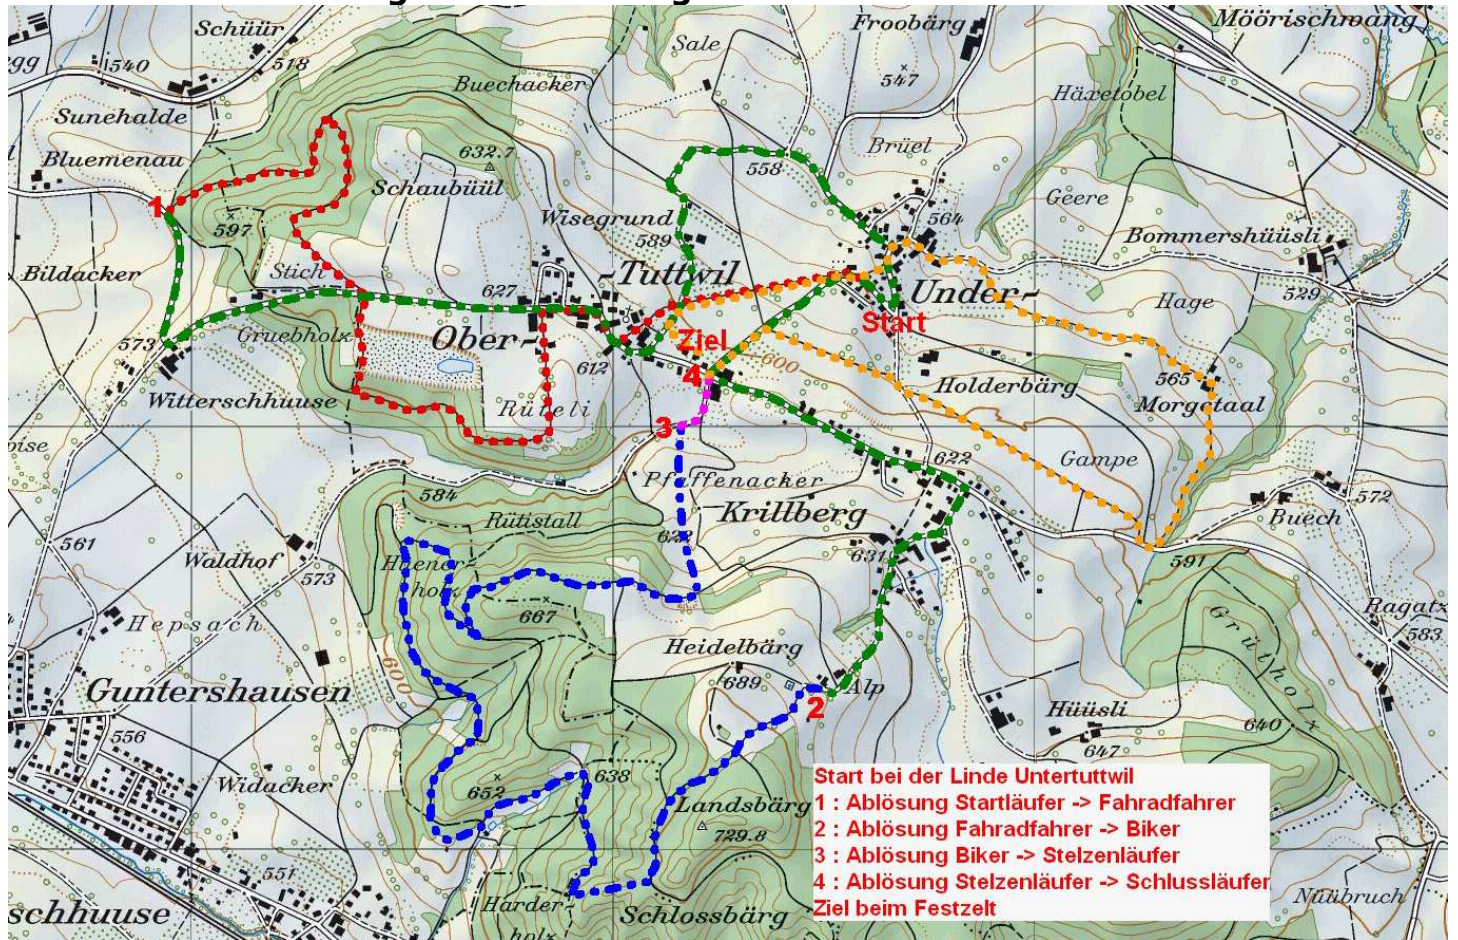 Schüür
Froobärg
Möörischwang
Sale
540
518
547
Buechacker
Häxetobel
Sunehalde
Brüel
Bluemenau
632.7
558
Schaubüül
Geere
1
Wisegrund
564
597
589
Bommershüüsli
Bildacker
Stich
Tuttwil
627
Under-
Hage
529
Gruebholz
Ober-
Start
573
Ziel
612
600
4
Holderbärg
565
Witterschhuuse
Rüteli
Morgetaal
3
622
Gampe
Pfaffenacker
584
572
Rütistall
Krillberg
Buech
561
Waldhof
631
573
Huener-
holz
591
667
Ragatz
Hepsach
583
Heidelbärg
Grütholz
600
689
Alp
Guntershausen
2
Hüüsli
640
556
647
638
Widacker
652
Landsbärg
729.8
Start bei der Linde Untertuttwil
1 : Ablösung Startläufer -> Fahradfahrer
2 : Ablösung Fahradfahrer -> Biker
3 : Ablösung Biker -> Stelzenläufer
4 : Ablösung Stelzenläufer -> Schlussläufer
Ziel beim Festzelt
551
Nüübruch
Harder-
holz
schhuuse
Schlossbärg